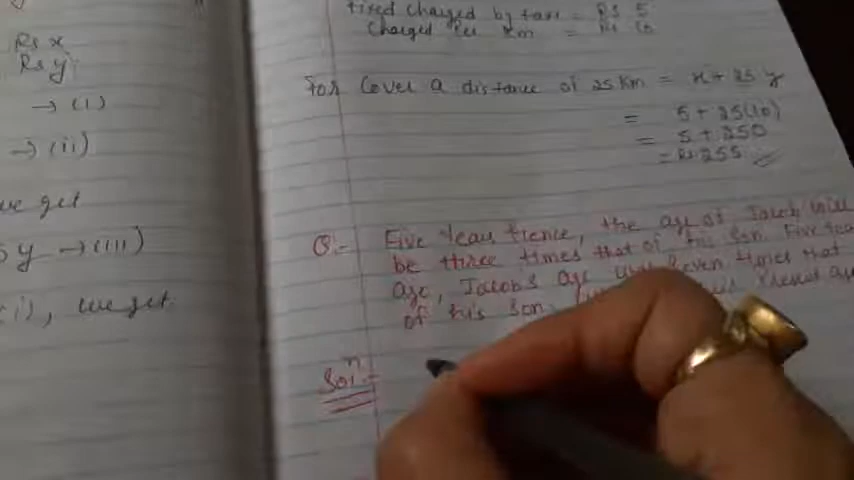 Rs x
Rs y
→ (i)
→ (ii)
we get
y → (iii)
(i), we get
fixed charged by taxi = Rs 5
Charged Per Km = Rs 10
For Cover a distance of 25 Km = x + 25 y
= 5 + 25(10)
= 5 + 250
= Rs 255
Q:- Five Year Hence, the age of Jacob will
be three times that of his son. Five
ago, Jacob's age was seven times that
of his son.
Sol^n:-